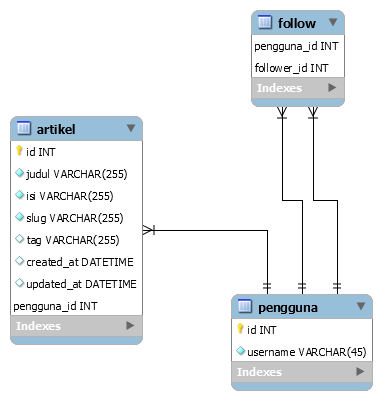 follow
pengguna_id INT
follower_id INT
Indexes
artikel
id INT
judul VARCHAR(255)
isi VARCHAR(255)
slug VARCHAR(255)
tag VARCHAR(255)
created_at DATETIME
updated_at DATETIME
pengguna_id INT
Indexes
pengguna
id INT
username VARCHAR(45)
Indexes